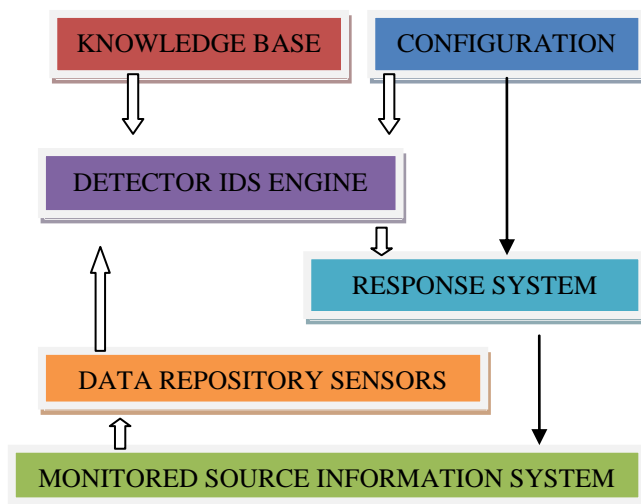 KNOWLEDGE BASE
CONFIGURATION
DETECTOR IDS ENGINE
RESPONSE SYSTEM
DATA REPOSITORY SENSORS
MONITORED SOURCE INFORMATION SYSTEM